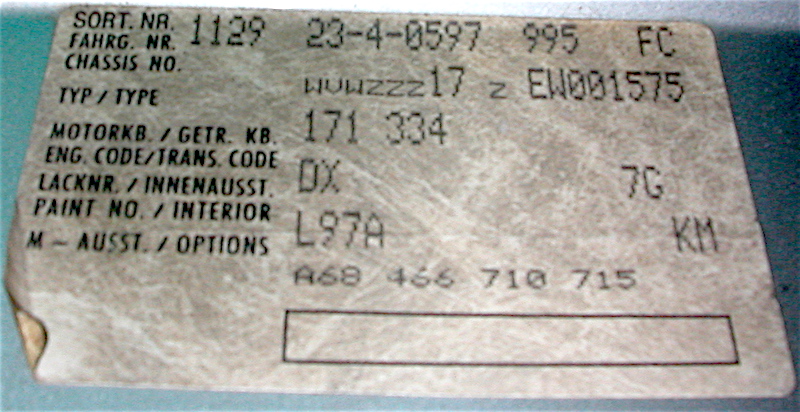 SORT. NR. 1129 23-4-0597 995 FC
FAHRG. NR.
CHASSIS NO. WVWZZZ17 Z EW001575
TYP / TYPE 171 334
MOTORKB. / GETR. KB.
ENG. CODE/TRANS. CODE DX 7G
LACKNR. / INNENAUSST.
PAINT NO. / INTERIOR L97A KM
M - AUSST. / OPTIONS A68 466 710 715